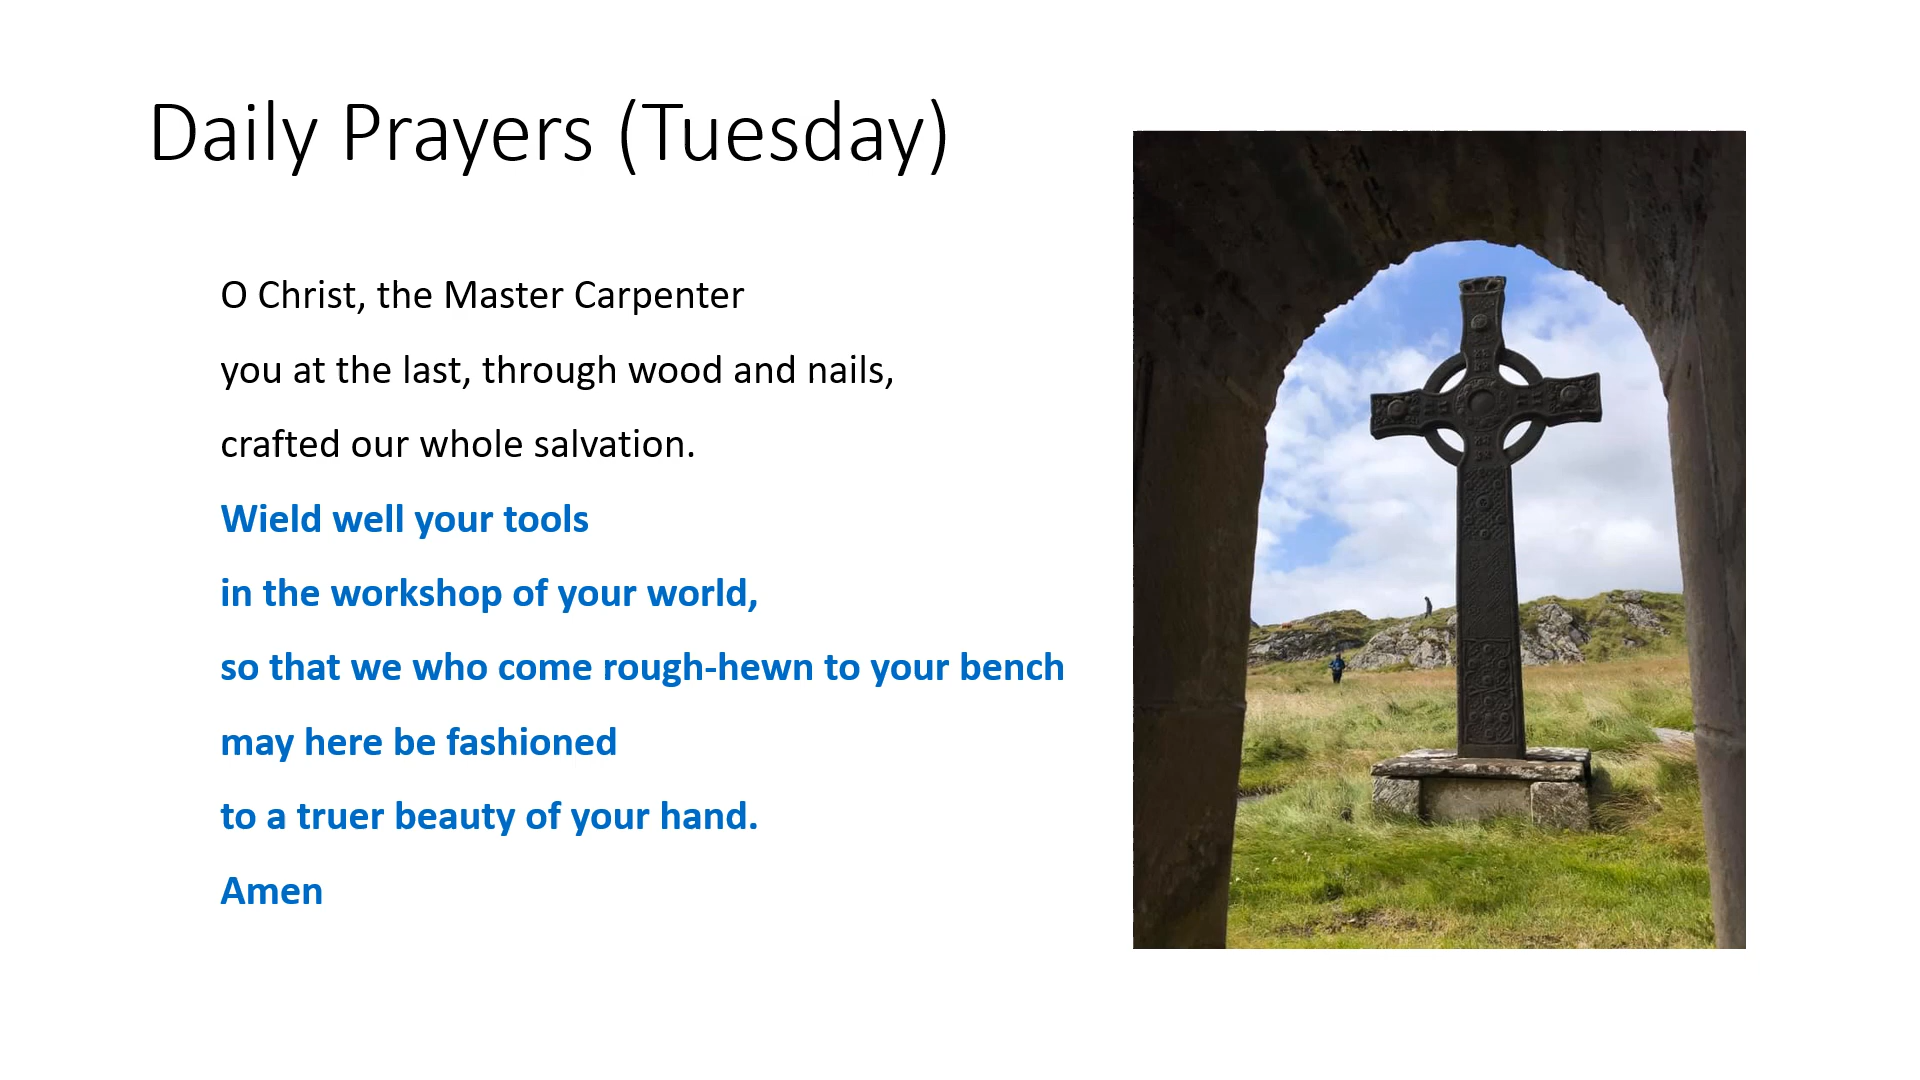 Daily Prayers (Tuesday)
O Christ, the Master Carpenter
you at the last, through wood and nails,
crafted our whole salvation.
Wield well your tools
in the workshop of your world,
so that we who come rough-hewn to your bench
may here be fashioned
to a truer beauty of your hand.
Amen